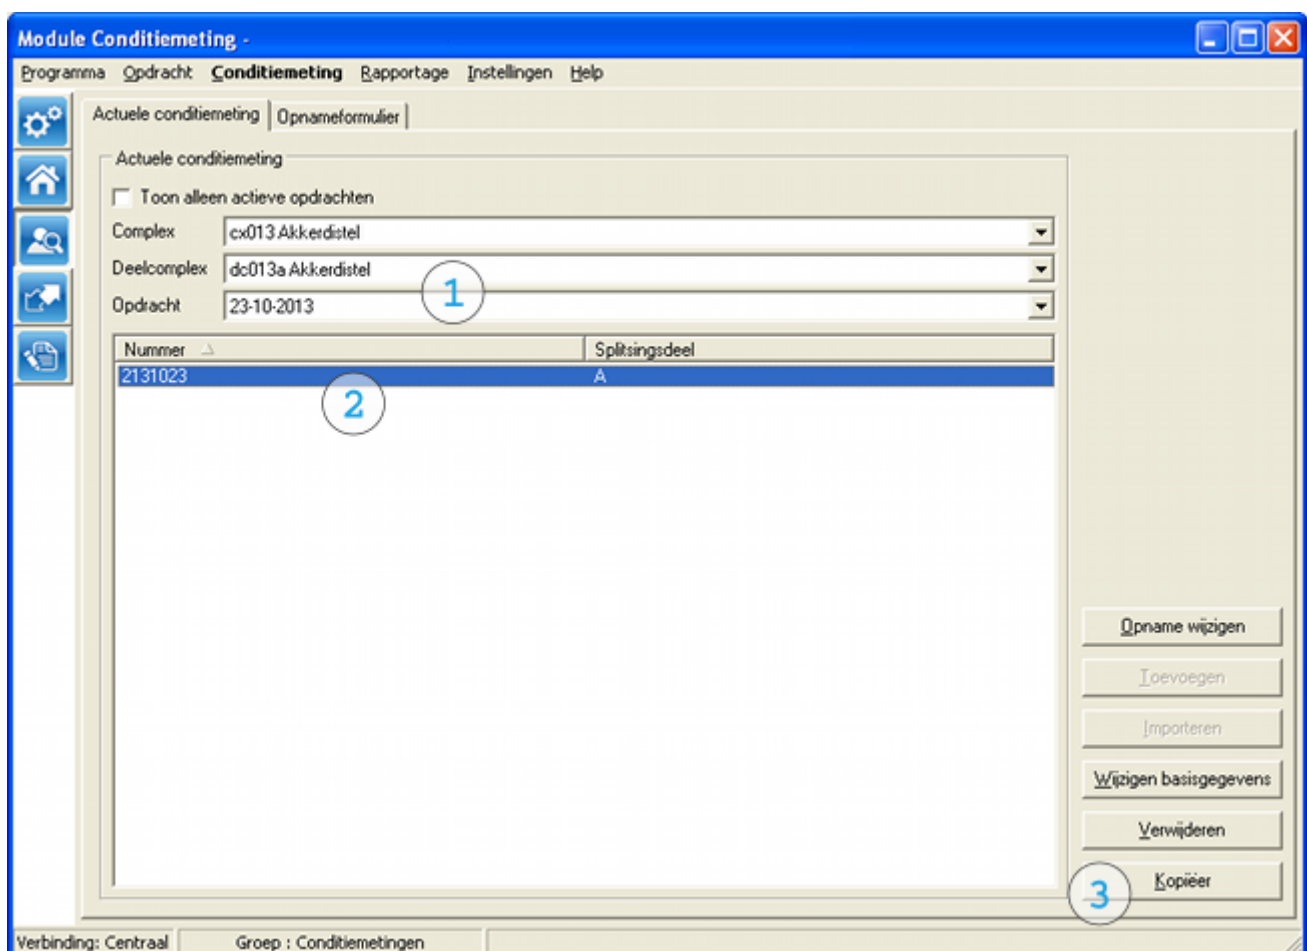 Module Conditiemeting -
Programma Opdracht Conditiemeting Rapportage Instellingen Help
Actuele conditiemeting Opnameformulier
Actuele conditiemeting
Toon alleen actieve opdrachten
Complex cx013 Akkerdistel
Deelcomplex dc013a Akkerdistel
1
Opdracht 23-10-2013
Nummer Splitsingsdeel
2131023 A
2
Opname wijzigen
Toevoegen
Importeren
Wijzigen basisgegevens
Verwijderen
Kopiëer
3
Verbinding: Centraal Groep : Conditiemetingen